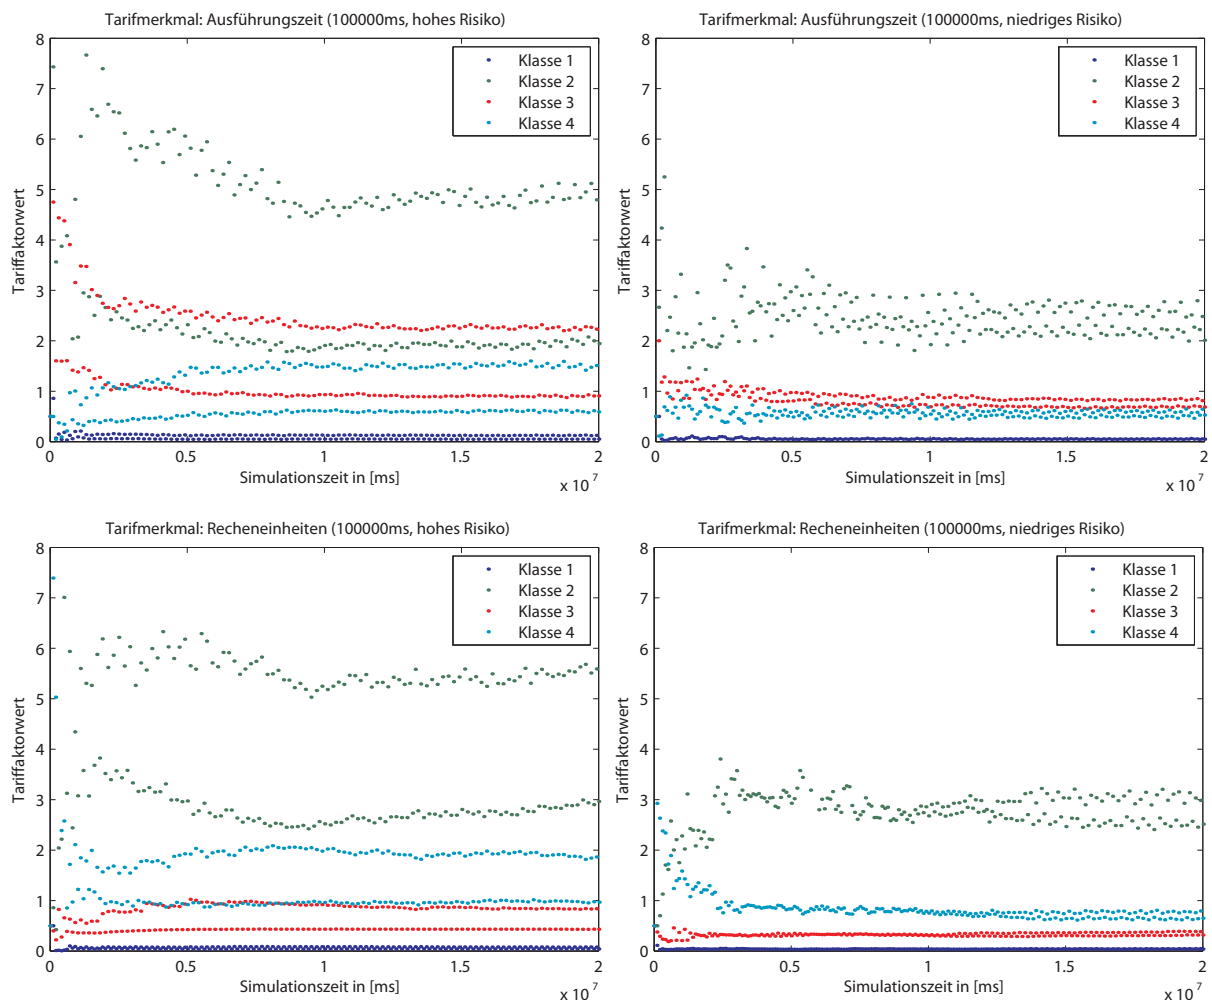 Tarifmerkmal: Ausführungszeit (100000ms, hohes Risiko)
8
7
6
5
4
3
2
1
0
Tariffaktorwert
Klasse 1
Klasse 2
Klasse 3
Klasse 4
0
0.5
1
1.5
2
Simulationszeit in [ms]
x 10 7
Tarifmerkmal: Ausführungszeit (100000ms, niedriges Risiko)
8
7
6
5
4
3
2
1
0
Tariffaktorwert
Klasse 1
Klasse 2
Klasse 3
Klasse 4
0
0.5
1
1.5
2
Simulationszeit in [ms]
x 10 7
Tarifmerkmal: Recheneinheiten (100000ms, hohes Risiko)
8
7
6
5
4
3
2
1
0
Tariffaktorwert
Klasse 1
Klasse 2
Klasse 3
Klasse 4
0
0.5
1
1.5
2
Simulationszeit in [ms]
x 10 7
Tarifmerkmal: Recheneinheiten (100000ms, niedriges Risiko)
8
7
6
5
4
3
2
1
0
Tariffaktorwert
Klasse 1
Klasse 2
Klasse 3
Klasse 4
0
0.5
1
1.5
2
Simulationszeit in [ms]
x 10 7